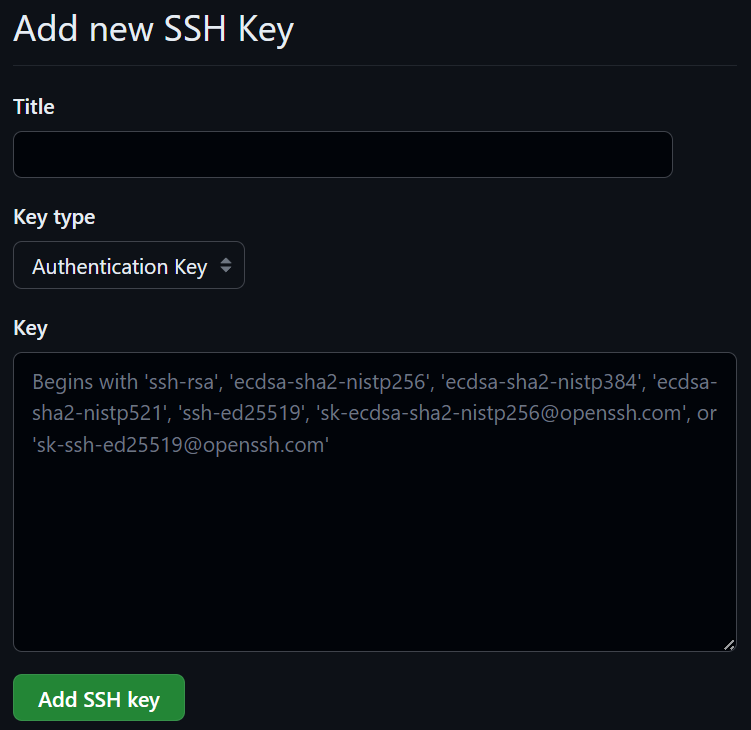 Add new SSH Key
Title
Key type
Authentication Key
Key
Begins with 'ssh-rsa', 'ecdsa-sha2-nistp256', 'ecdsa-sha2-nistp384', 'ecdsa-
sha2-nistp521', 'ssh-ed25519', 'sk-ecdsa-sha2-nistp256@openssh.com', or
'sk-ssh-ed25519@openssh.com'
Add SSH key